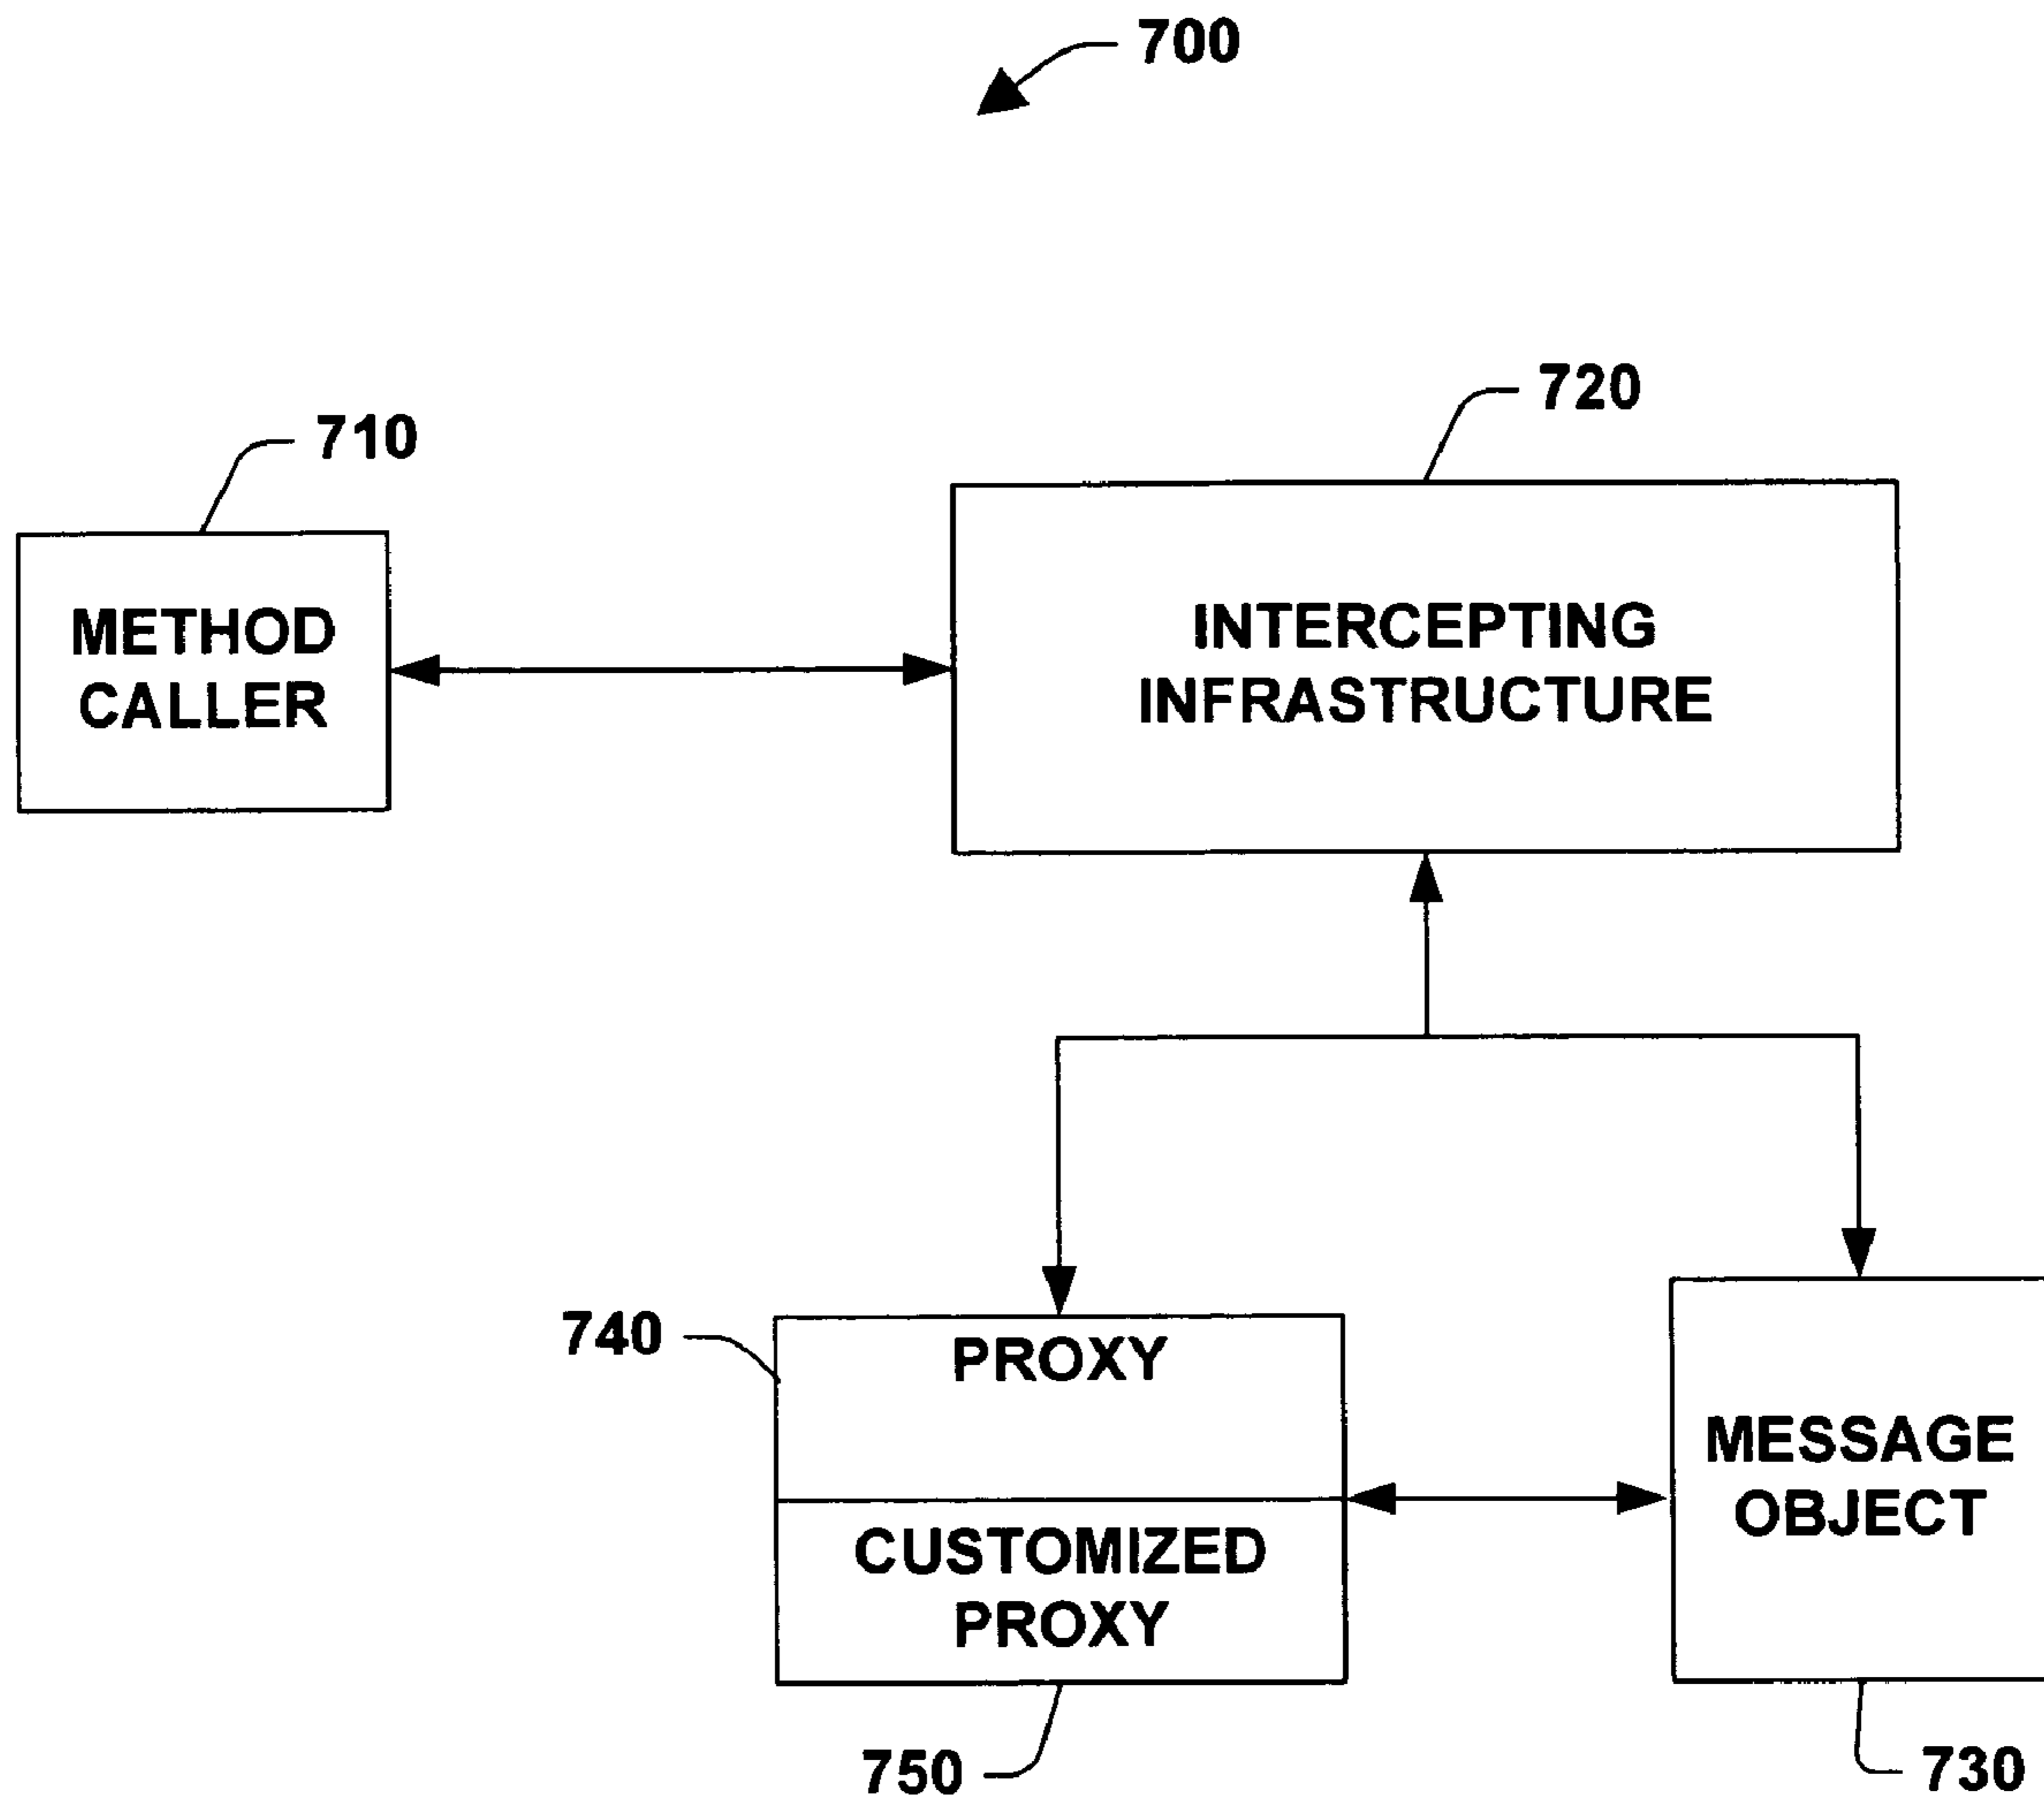 700
720
710
METHOD
CALLER
INTERCEPTING
INFRASTRUCTURE
740
PROXY
CUSTOMIZED
PROXY
MESSAGE
OBJECT
750
730